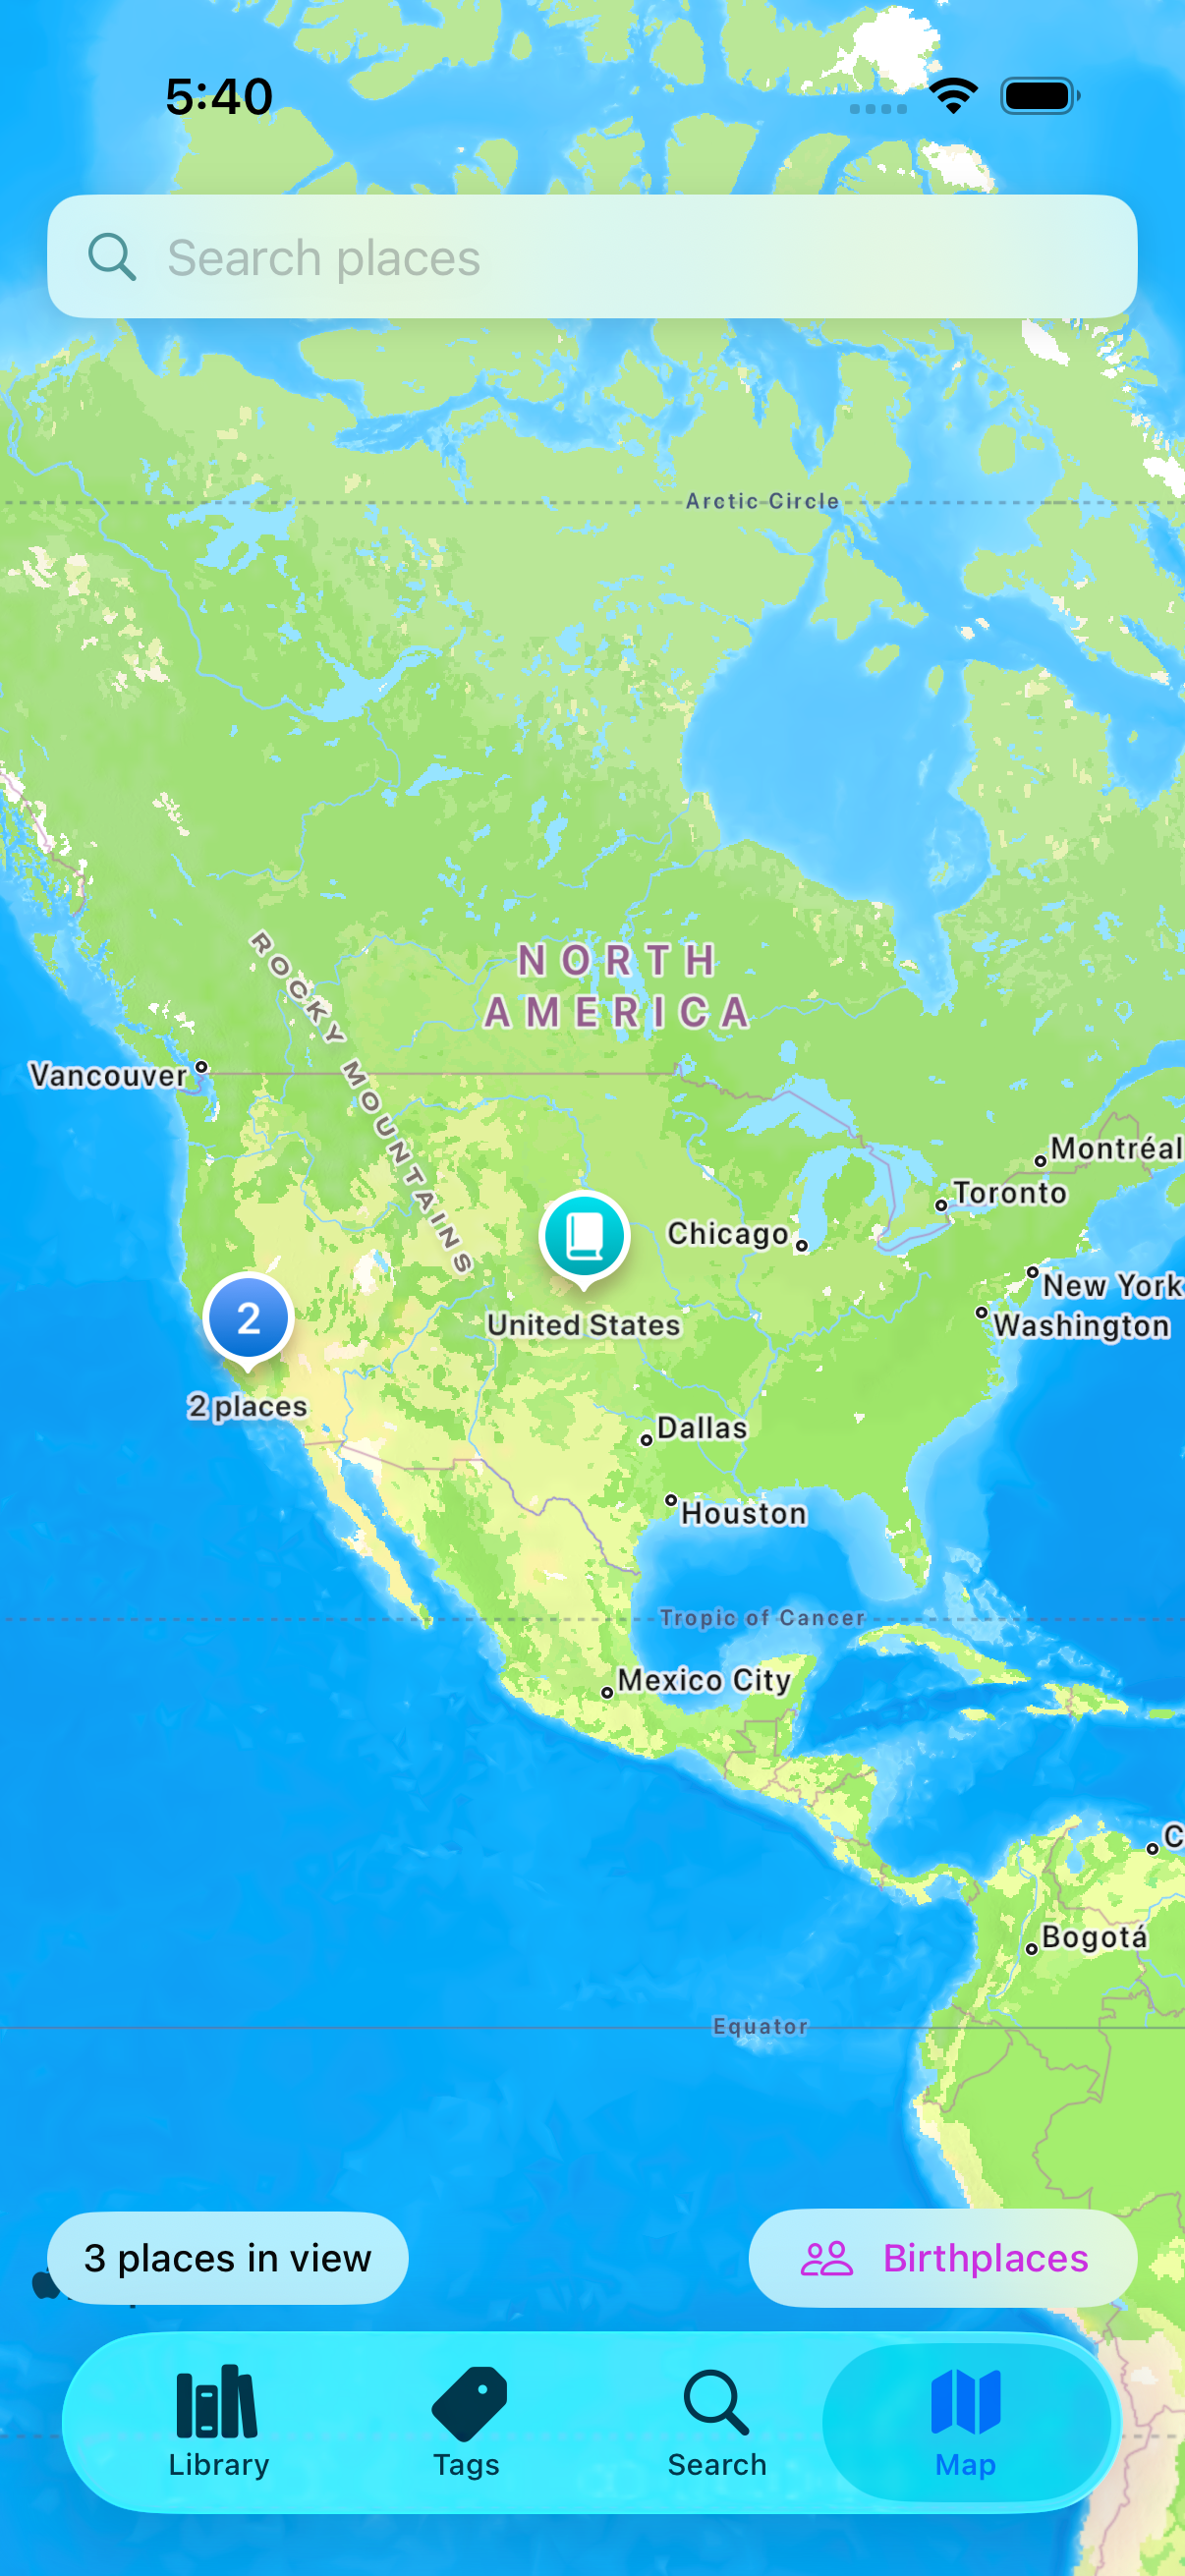 5:40
Search places
Arctic Circle
NORTH
AMERICA
ROCKY MOUNTAINS
Vancouver
Montréal
Toronto
Chicago
New York
Washington
United States
2
2 places
Dallas
Houston
Tropic of Cancer
Mexico City
C
Bogotá
Equator
3 places in view
Birthplaces
Library
Tags
Search
Map